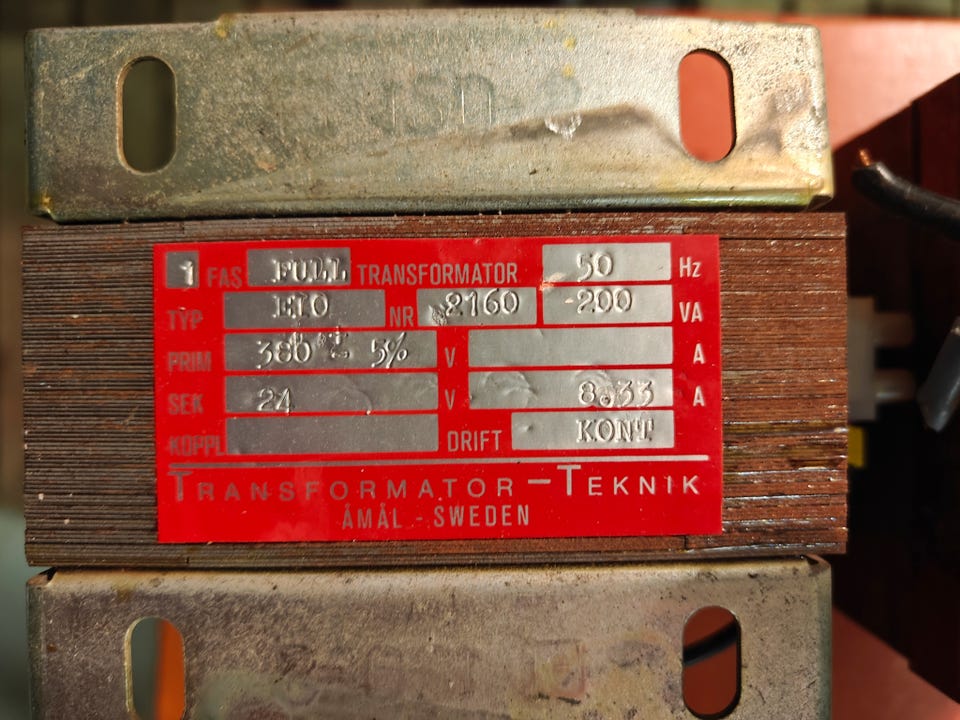 1 FAS FULL TRANSFORMATOR 50 Hz
TYP ETO NR 2160 200 VA
PRIM 380 ± 5% V A
SEK 24 V 8.33 A
KOPPL DRIFT KONT
TRANSFORMATOR-TEKNIK
ÅMÅL - SWEDEN